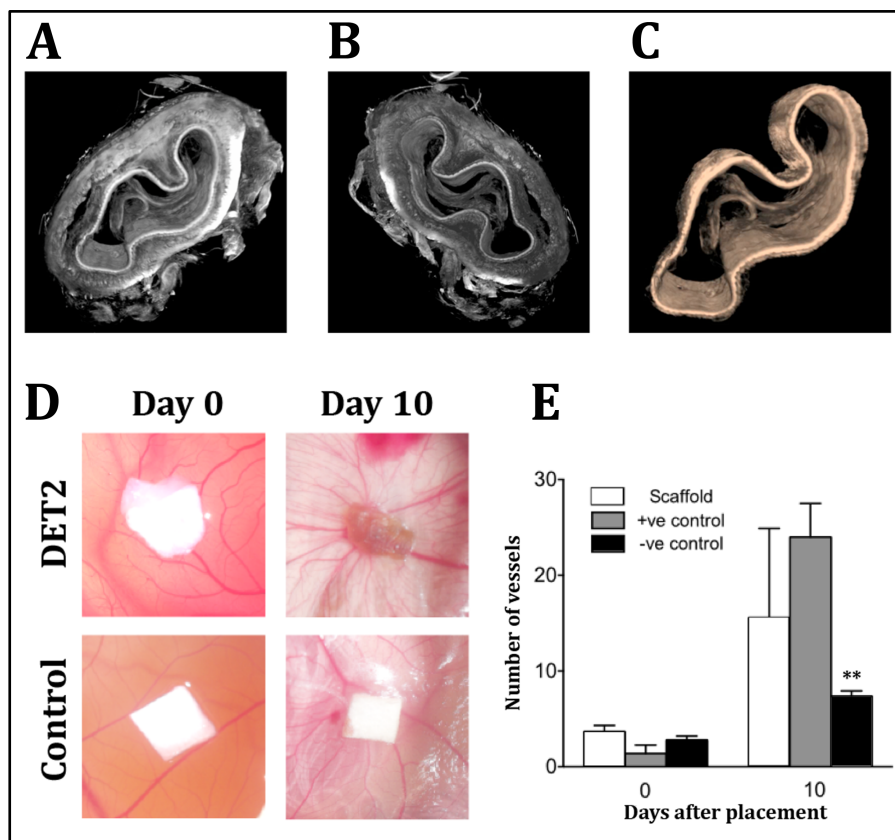 A
B
C
D
Day 0
Day 10
DET2
Control
E
Number of vessels
30
20
10
0
Scaffold
+ve control
-ve control
**
0
10
Days after placement